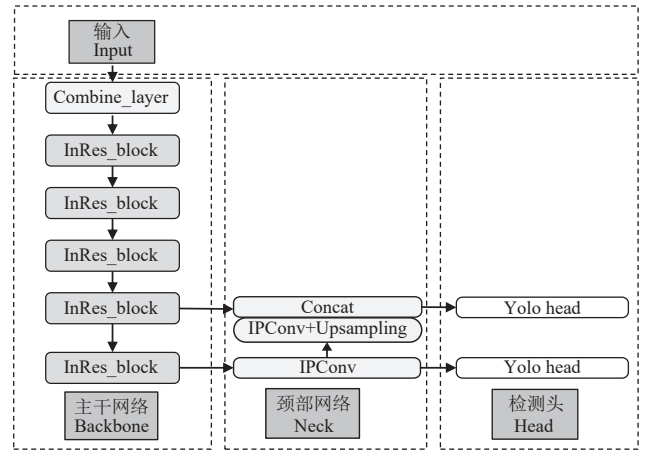 输入
Input
Combine_layer
InRes_block
InRes_block
InRes_block
InRes_block
Concat
Yolo head
IPConv+Upsampling
InRes_block
IPConv
Yolo head
主干网络
Backbone
颈部网络
Neck
检测头
Head